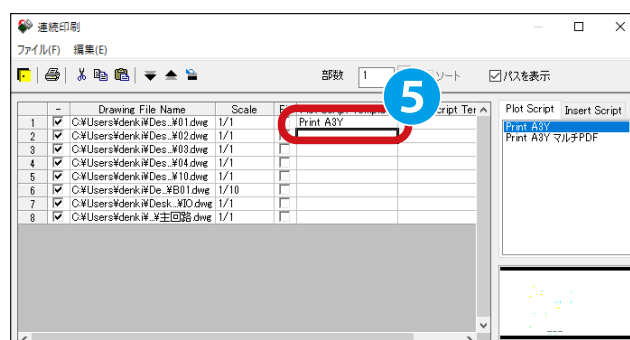 連続印刷
ファイル(F) 編集(E)
部数 1 ソート パスを表示
5
- Drawing File Name Scale
1 C:¥Users¥denki¥Des..¥01.dwg 1/1 Print A3Y
2 C:¥Users¥denki¥Des..¥02.dwg 1/1
3 C:¥Users¥denki¥Des..¥03.dwg 1/1
4 C:¥Users¥denki¥Des..¥04.dwg 1/1
5 C:¥Users¥denki¥Des..¥10.dwg 1/1
6 C:¥Users¥denki¥De..¥B01.dwg 1/10
7 C:¥Users¥denki¥Desk..¥IO.dwg 1/1
8 C:¥Users¥denki¥..¥主回路.dwg 1/1
Plot Script Insert Script
Print A3Y
Print A3Y マルチPDF